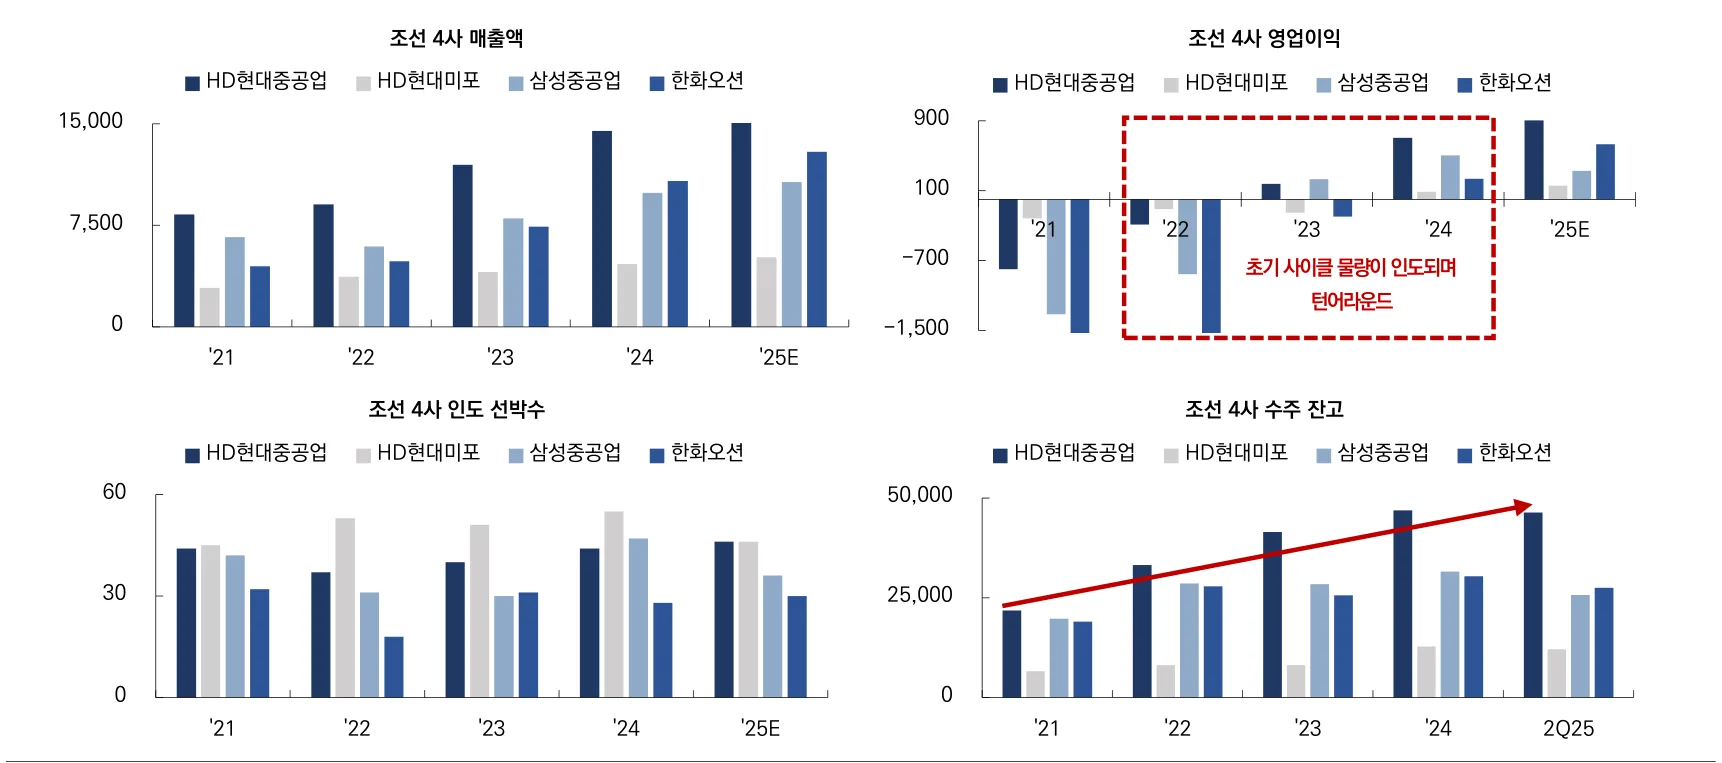 조선 4사 매출액
HD현대중공업 HD현대미포 삼성중공업 한화오션
15,000
7,500
0
'21 '22 '23 '24 '25E
조선 4사 영업이익
HD현대중공업 HD현대미포 삼성중공업 한화오션
900
100
-700
-1,500
'21 '22 '23 '24 '25E
초기 사이클 물량이 인도되며
턴어라운드
조선 4사 인도 선박수
HD현대중공업 HD현대미포 삼성중공업 한화오션
60
30
0
'21 '22 '23 '24 '25E
조선 4사 수주 잔고
HD현대중공업 HD현대미포 삼성중공업 한화오션
50,000
25,000
0
'21 '22 '23 '24 2Q25